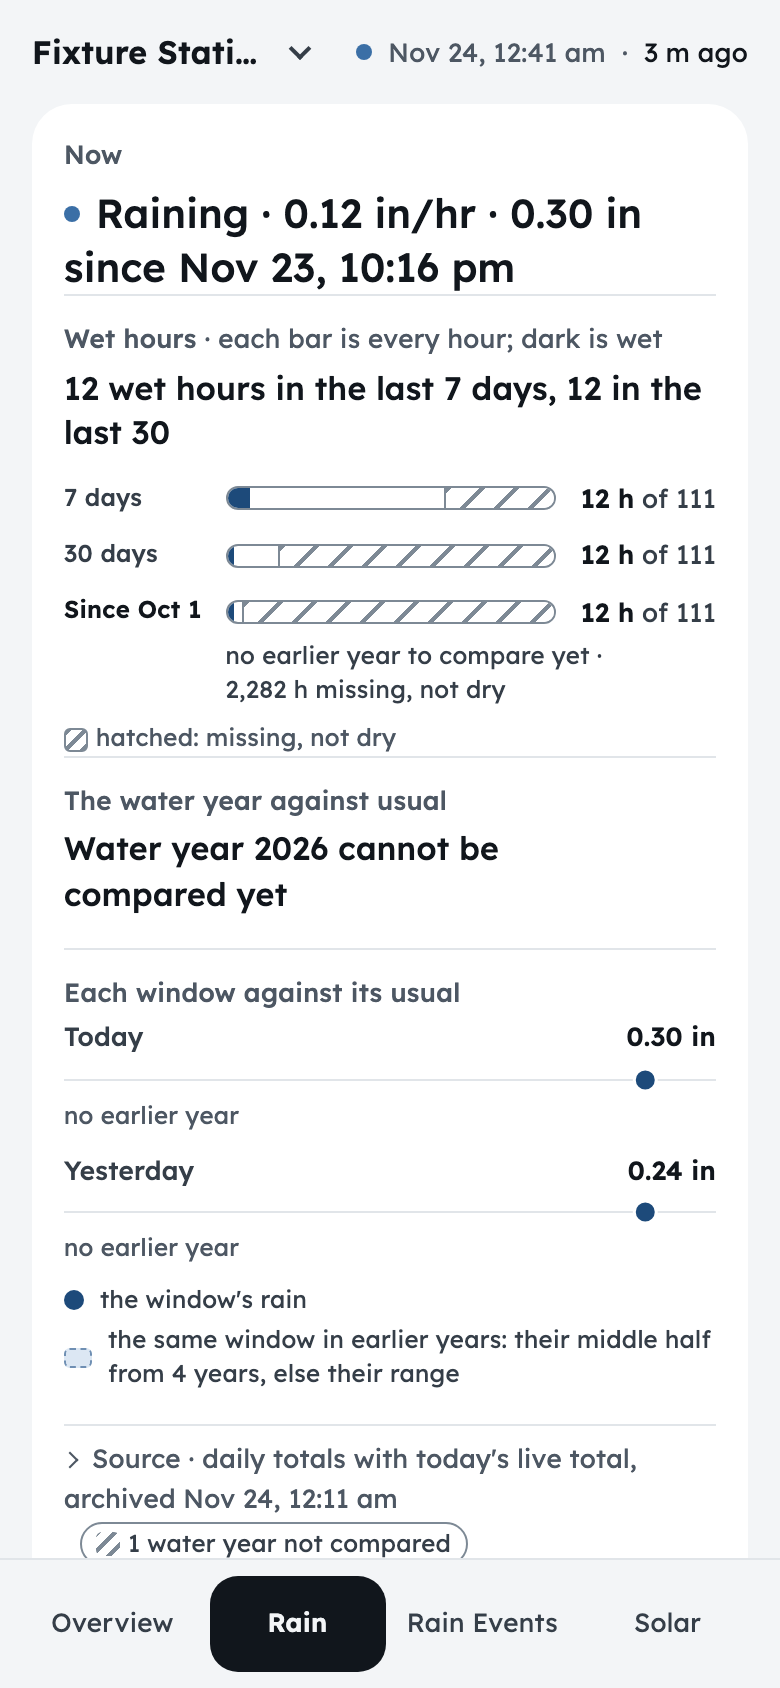 Fixture Stati... Nov 24, 12:41 am · 3 m ago
Now
Raining · 0.12 in/hr · 0.30 in
since Nov 23, 10:16 pm
Wet hours · each bar is every hour; dark is wet
12 wet hours in the last 7 days, 12 in the
last 30
7 days 12 h of 111
30 days 12 h of 111
Since Oct 1 12 h of 111
no earlier year to compare yet ·
2,282 h missing, not dry
hatched: missing, not dry
The water year against usual
Water year 2026 cannot be
compared yet
Each window against its usual
Today 0.30 in
no earlier year
Yesterday 0.24 in
no earlier year
the window's rain
the same window in earlier years: their middle half
from 4 years, else their range
Source · daily totals with today's live total,
archived Nov 24, 12:11 am
1 water year not compared
Overview Rain Rain Events Solar